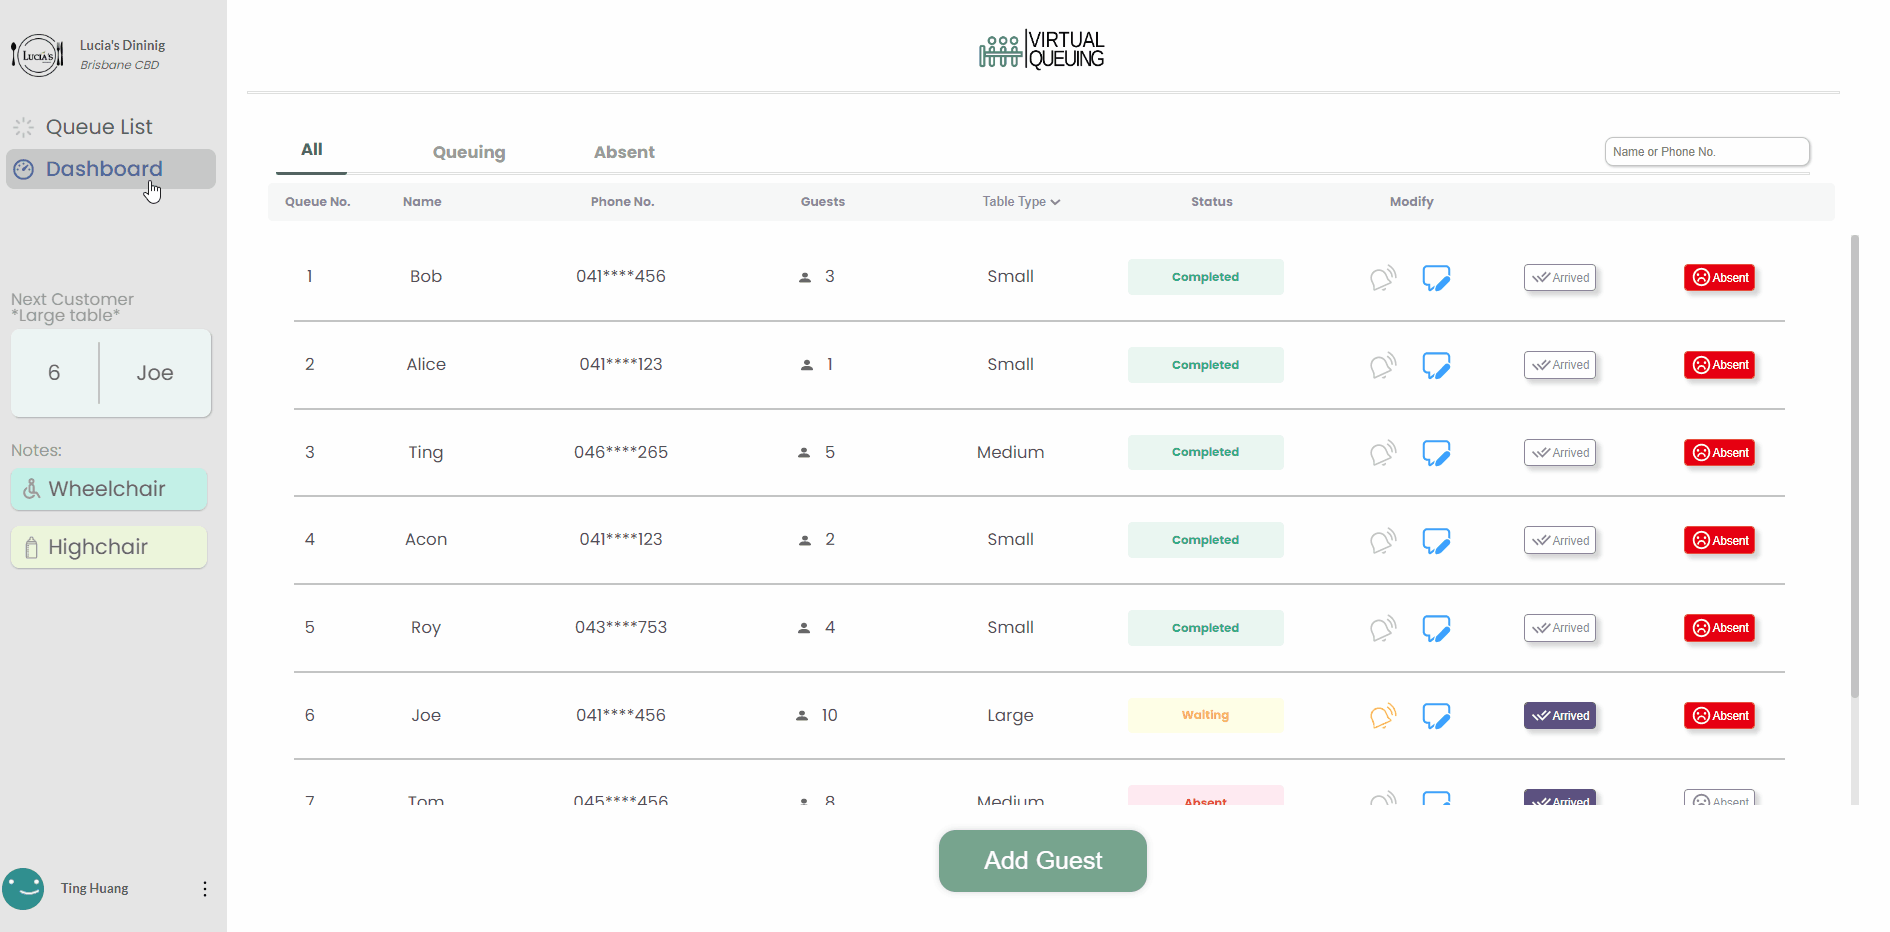 LUCIA'S
Lucia's Dininig
Brisbane CBD
Queue List
Dashboard
Next Customer
*Large table*
6 Joe
Notes:
Wheelchair
Highchair
Ting Huang
VIRTUAL
QUEUING
All Queuing Absent Name or Phone No.
Queue No. Name Phone No. Guests Table Type Status Modify
1 Bob 041****456 3 Small Completed Arrived Absent
2 Alice 041****123 1 Small Completed Arrived Absent
3 Ting 046****265 5 Medium Completed Arrived Absent
4 Acon 041****123 2 Small Completed Arrived Absent
5 Roy 043****753 4 Small Completed Arrived Absent
6 Joe 041****456 10 Large Waiting Arrived Absent
7 Tom 045****456 8 Medium Absent Arrived Absent
Add Guest